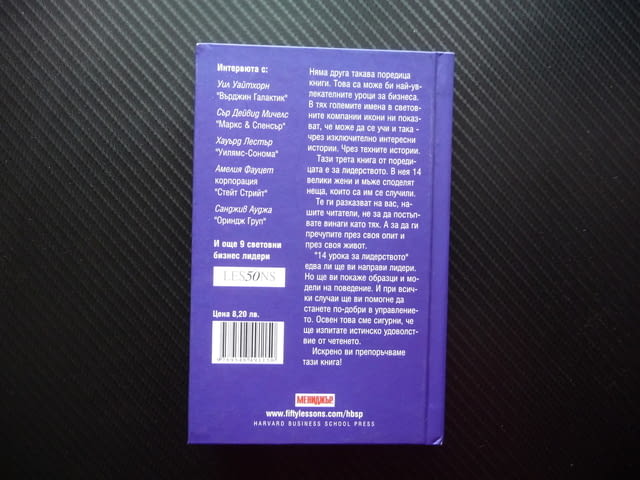 Интервюта с:
Уил Уайтхорн
"Върджин Галактик"
Сър Дейвид Мичелс
"Маркс & Спенсър"
Хауърд Лестър
"Уилямс-Сонома"
Амелия Фауцет
корпорация
"Стейт Стрийт"
Санджив Ауджа
"Ориндж Груп"
И още 9 световни
бизнес лидери
LES50NS
Цена 8,20 лв.
Няма друга такава поредица
книги. Това са може би най-ув-
лекателните уроци за бизнеса.
В тях големите имена в светов-
ните компании икони ни показ-
ват, че може да се учи и така -
чрез изключително интересни
истории. Чрез техните истории.
Тази трета книга от пореди-
цата е за лидерството. В нея 14
велики жени и мъже споделят
неща, които са им се случили.
Те ги разказват на вас, на-
шите читатели, не за да постъп-
вате винаги като тях. А за да ги
пречупите през своя опит и
през своя живот.
"14 урока за лидерството"
едва ли ще ви направи лидери.
Но ще ви покаже образци и мо-
дели на поведение. И при всич-
ки случаи ще ви помогне да
станете по-добри в управление-
то. Освен това сме сигурни, че
ще изпитате истинско удоволс-
твие от четенето.
Искрено ви препоръчваме
тази книга!
МЕНИДЖЪР
www.fiftylessons.com/hbsp
HARVARD BUSINESS SCHOOL PRESS